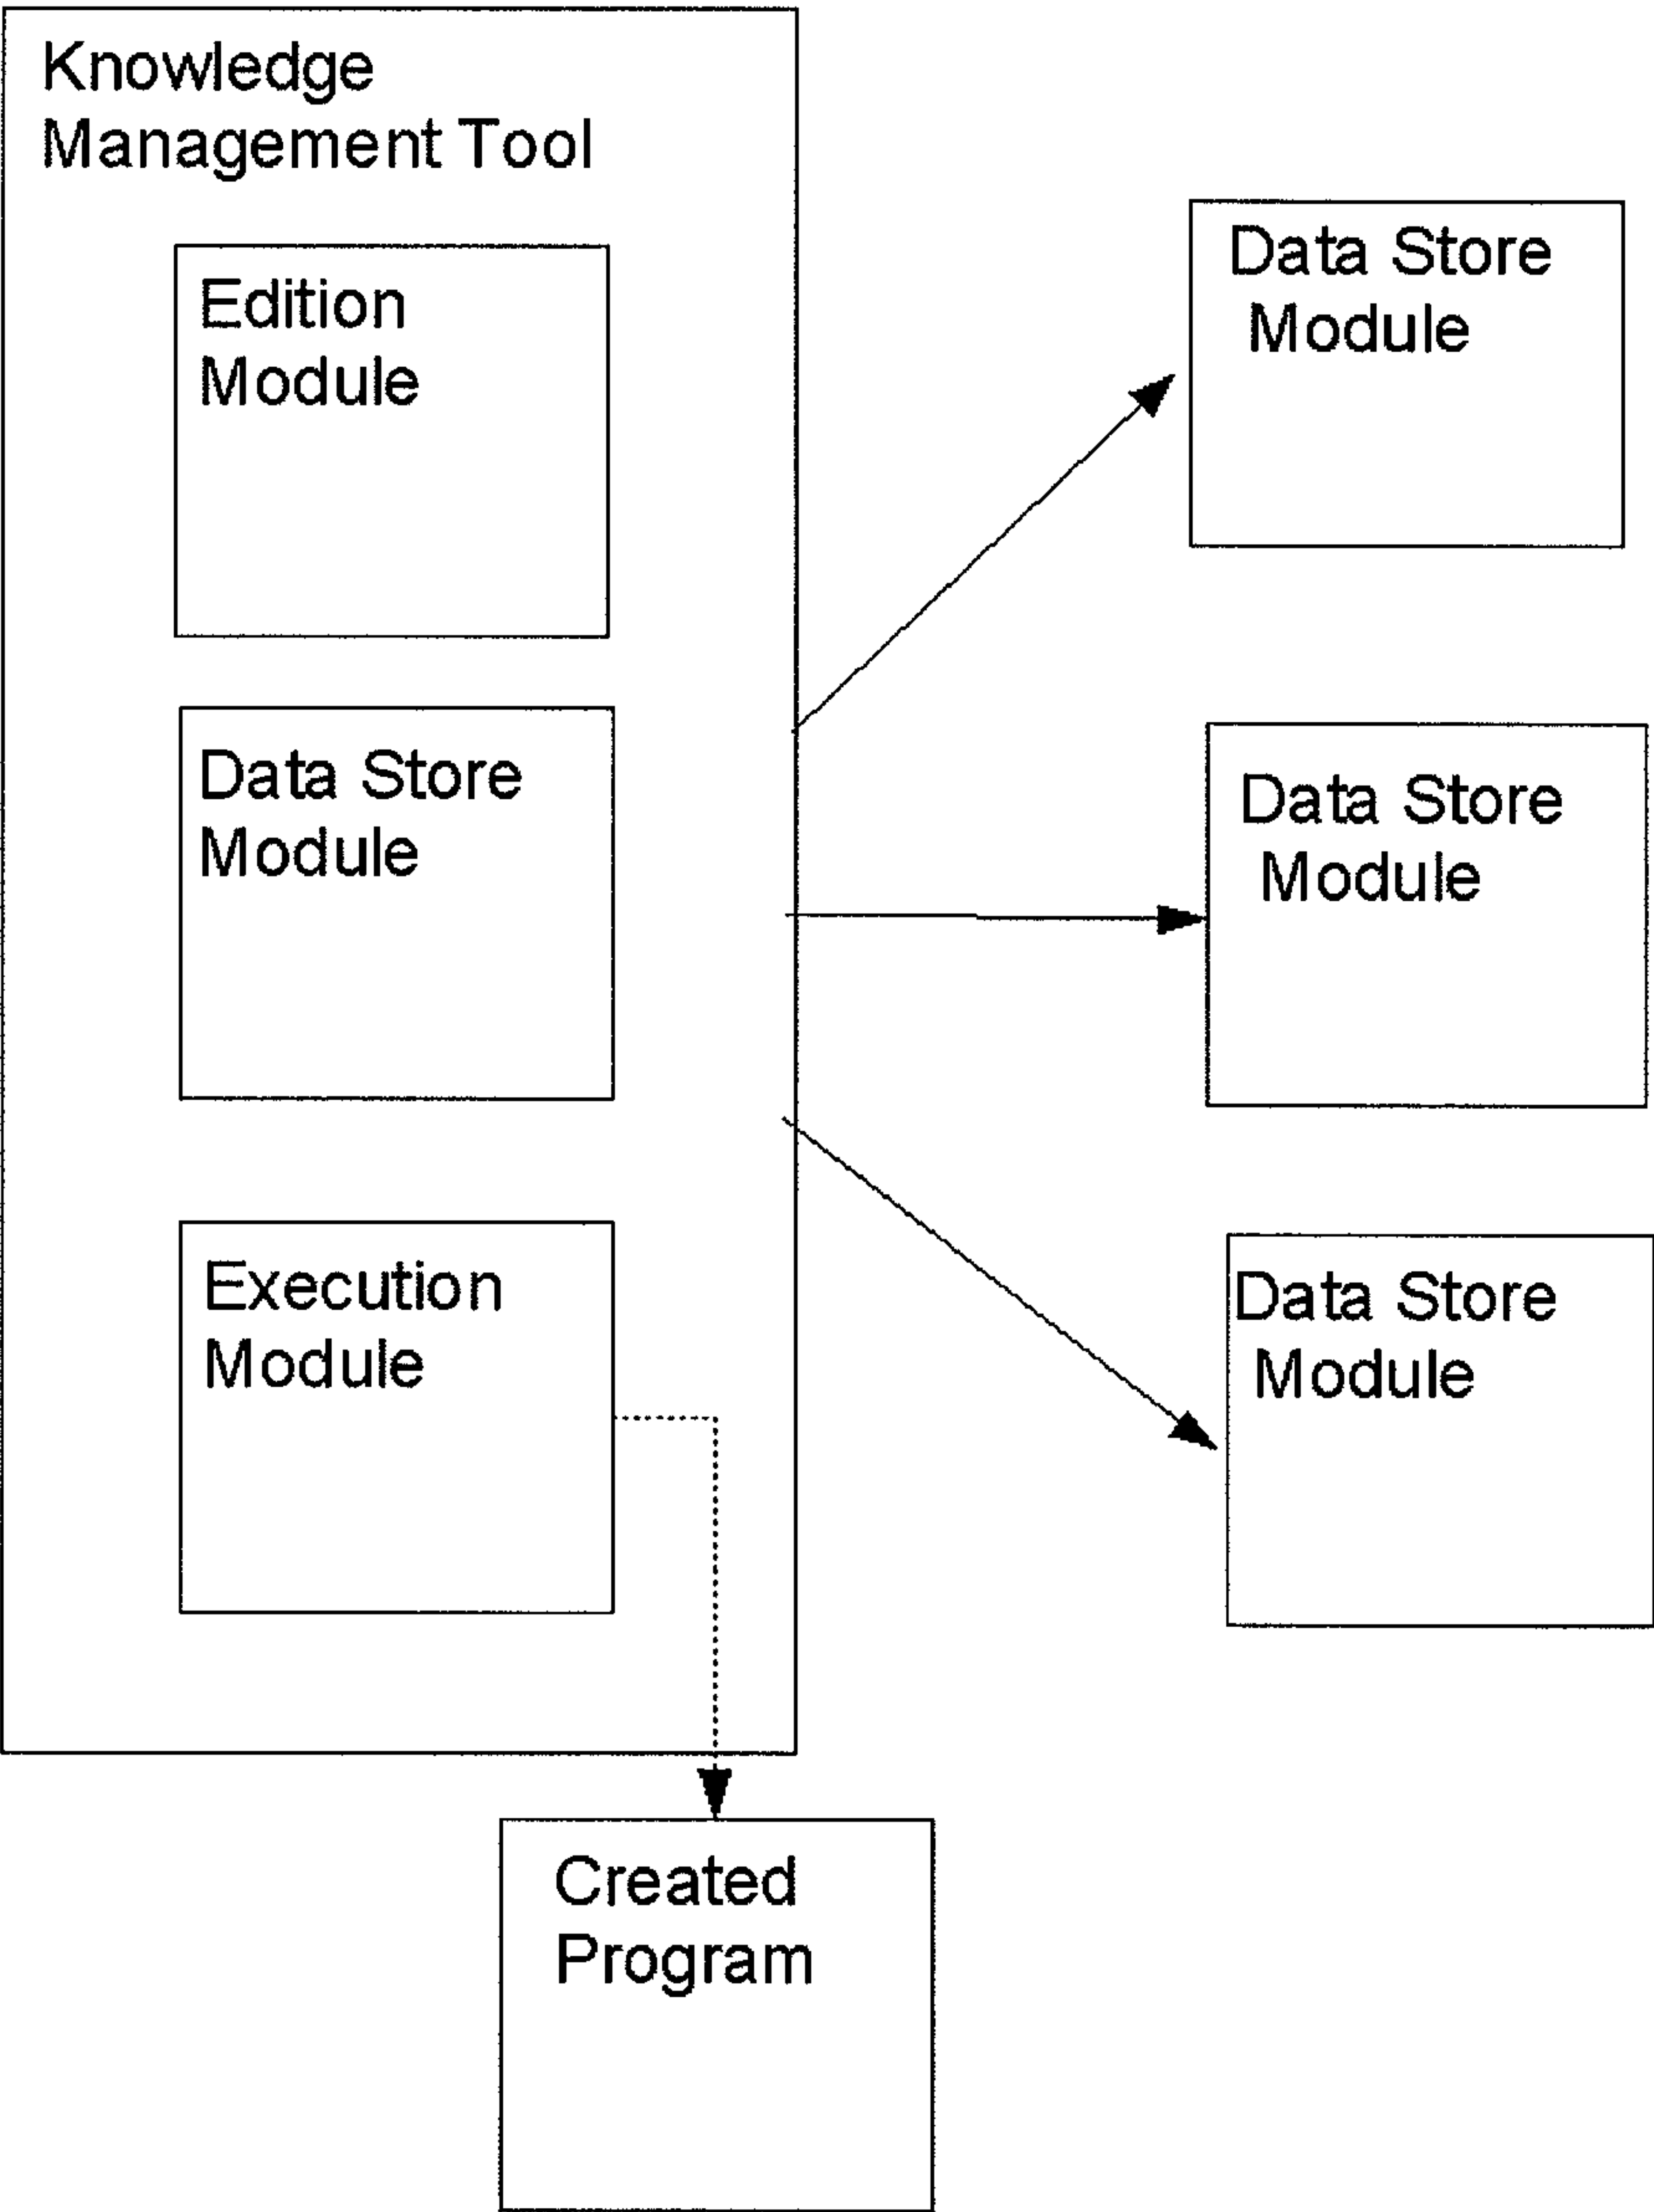 Knowledge
Management Tool
Edition
Module
Data Store
Module
Execution
Module
Data Store
Module
Data Store
Module
Data Store
Module
Created
Program